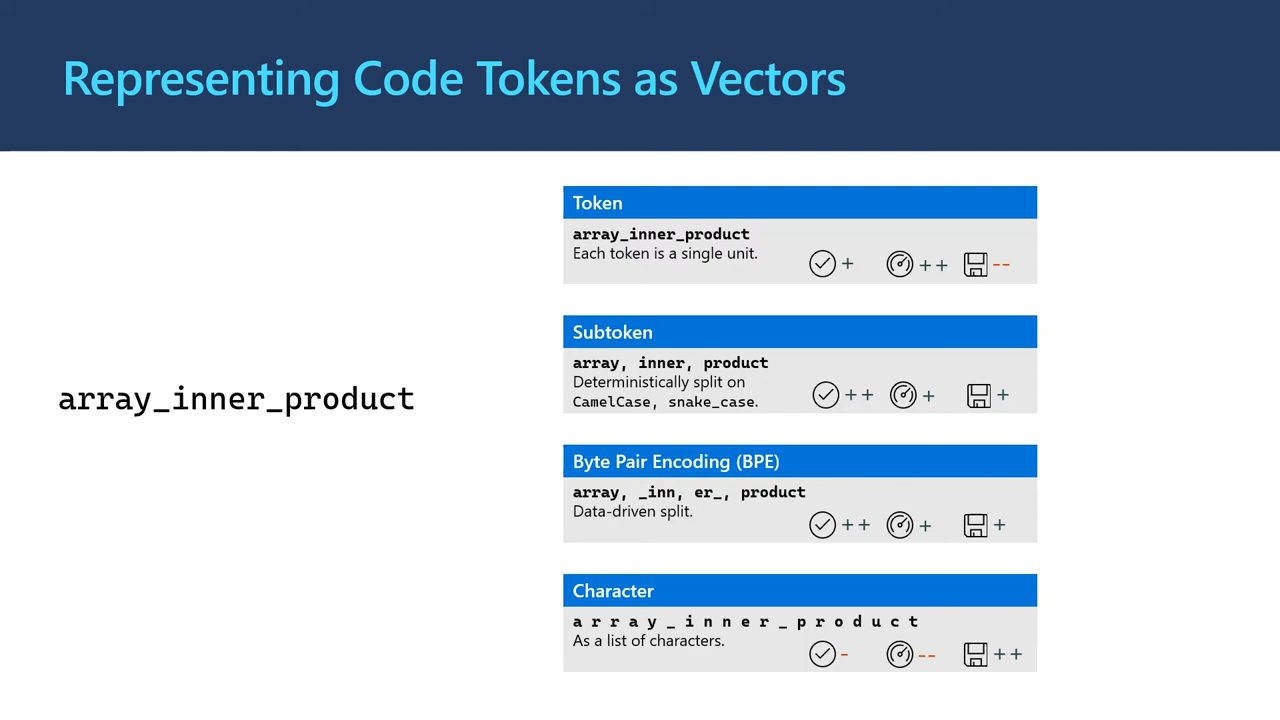 Representing Code Tokens as Vectors
array_inner_product
Token
array_inner_product
Each token is a single unit.
+ ++ --
Subtoken
array, inner, product
Deterministically split on
CamelCase, snake_case.
++ + +
Byte Pair Encoding (BPE)
array, _inn, er_, product
Data-driven split.
++ + +
Character
a r r a y _ i n n e r _ p r o d u c t
As a list of characters.
- -- ++